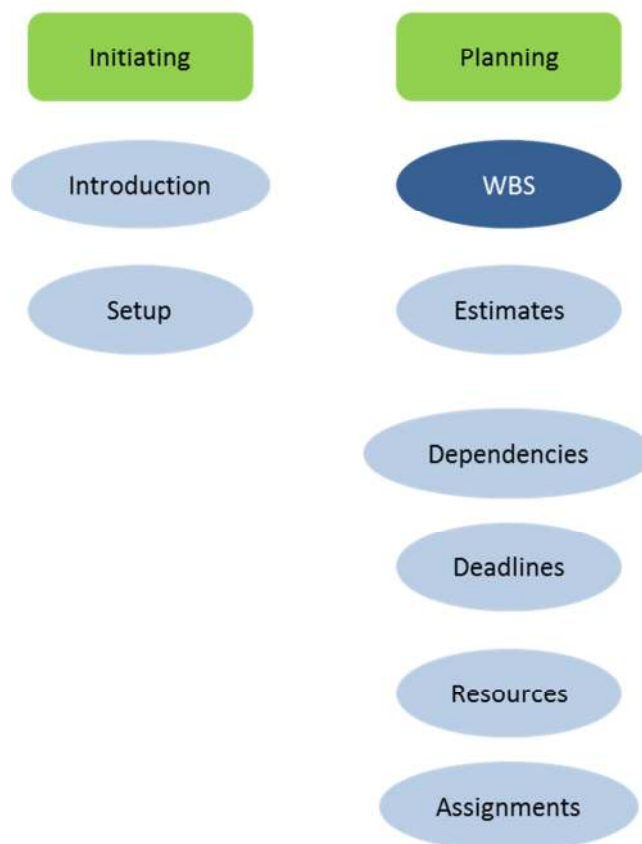 Initiating
Planning
Introduction
WBS
Setup
Estimates
Dependencies
Deadlines
Resources
Assignments